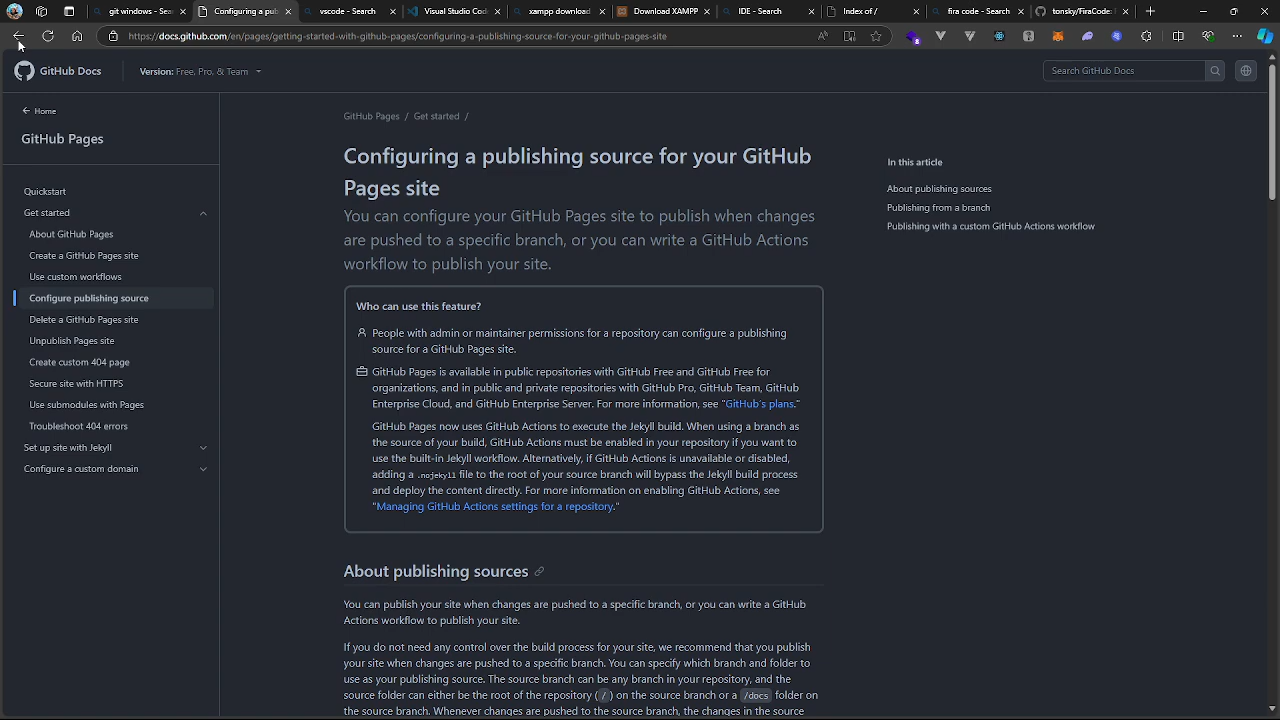 git windows - Sea
Configuring a pu
vscode - Search
Visual Studio Cod
xampp download
Download XAMPP
IDE - Search
Index of /
fira code - Search
tonsky/FiraCode:
https://docs.github.com/en/pages/getting-started-with-github-pages/configuring-a-publishing-source-for-your-github-pages-site
GitHub Docs
Version: Free, Pro, & Team
Search GitHub Docs
Home
GitHub Pages
Quickstart
Get started
About GitHub Pages
Create a GitHub Pages site
Use custom workflows
Configure publishing source
Delete a GitHub Pages site
Unpublish Pages site
Create custom 404 page
Secure site with HTTPS
Use submodules with Pages
Troubleshoot 404 errors
Set up site with Jekyll
Configure a custom domain
GitHub Pages / Get started /
Configuring a publishing source for your GitHub
Pages site
You can configure your GitHub Pages site to publish when changes
are pushed to a specific branch, or you can write a GitHub Actions
workflow to publish your site.
Who can use this feature?
People with admin or maintainer permissions for a repository can configure a publishing
source for a GitHub Pages site.
GitHub Pages is available in public repositories with GitHub Free and GitHub Free for
organizations, and in public and private repositories with GitHub Pro, GitHub Team, GitHub
Enterprise Cloud, and GitHub Enterprise Server. For more information, see "GitHub's plans."
GitHub Pages now uses GitHub Actions to execute the Jekyll build. When using a branch as
the source of your build, GitHub Actions must be enabled in your repository if you want to
use the built-in Jekyll workflow. Alternatively, if GitHub Actions is unavailable or disabled,
adding a .nojekyll file to the root of your source branch will bypass the Jekyll build process
and deploy the content directly. For more information on enabling GitHub Actions, see
"Managing GitHub Actions settings for a repository."
About publishing sources
You can publish your site when changes are pushed to a specific branch, or you can write a GitHub
Actions workflow to publish your site.
If you do not need any control over the build process for your site, we recommend that you publish
your site when changes are pushed to a specific branch. You can specify which branch and folder to
use as your publishing source. The source branch can be any branch in your repository, and the
source folder can either be the root of the repository (/) on the source branch or a /docs folder on
the source branch. Whenever changes are pushed to the source branch, the changes in the source
In this article
About publishing sources
Publishing from a branch
Publishing with a custom GitHub Actions workflow